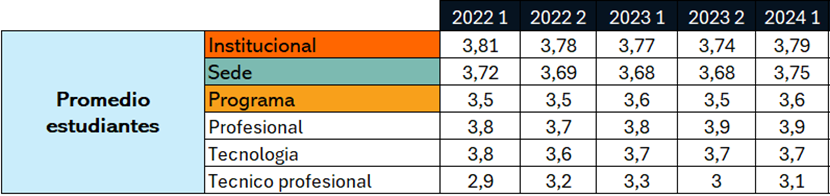 2022 1 2022 2 2023 1 2023 2 2024 1
Promedio estudiantes
Institucional 3,81 3,78 3,77 3,74 3,79
Sede 3,72 3,69 3,68 3,68 3,75
Programa 3,5 3,5 3,6 3,5 3,6
Profesional 3,8 3,7 3,8 3,9 3,9
Tecnologia 3,8 3,6 3,7 3,7 3,7
Tecnico profesional 2,9 3,2 3,3 3 3,1